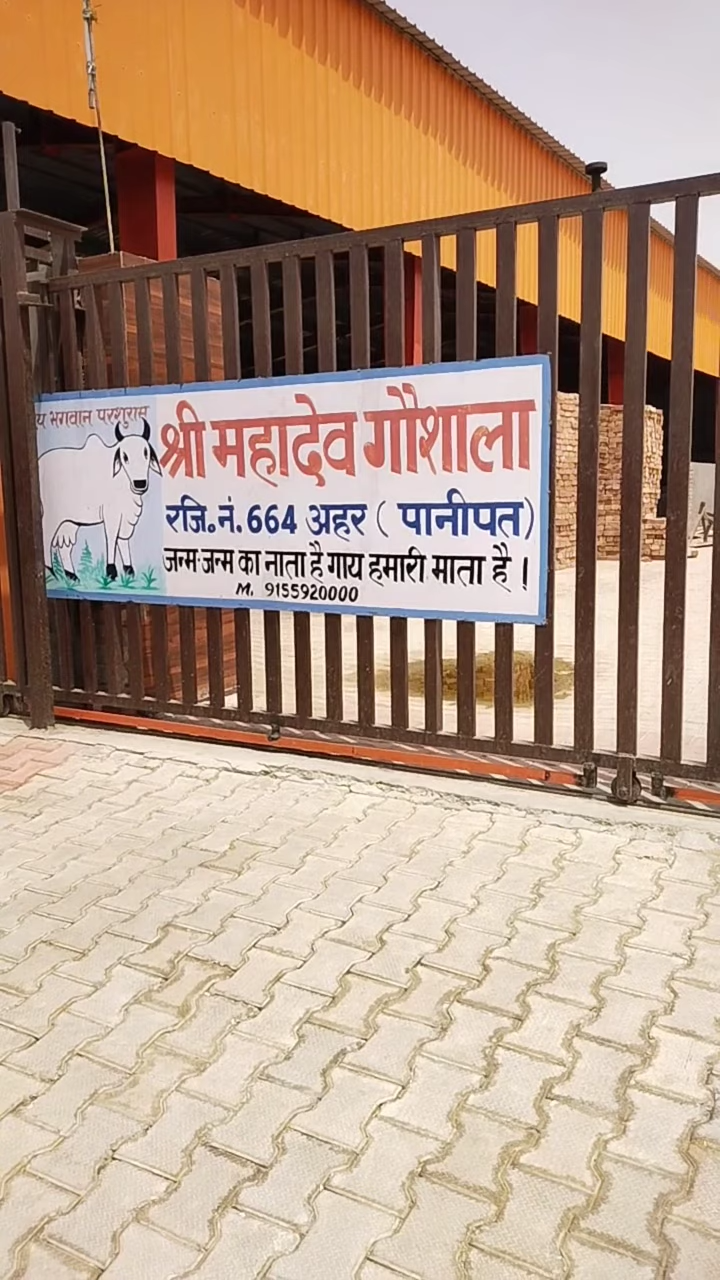 य भगवान परशुराम
श्री महादेव गौशाला
रजि. नं. 664 अहर ( पानीपत)
जन्म-जन्म का नाता है गाय हमारी माता है।
M. 9155920000